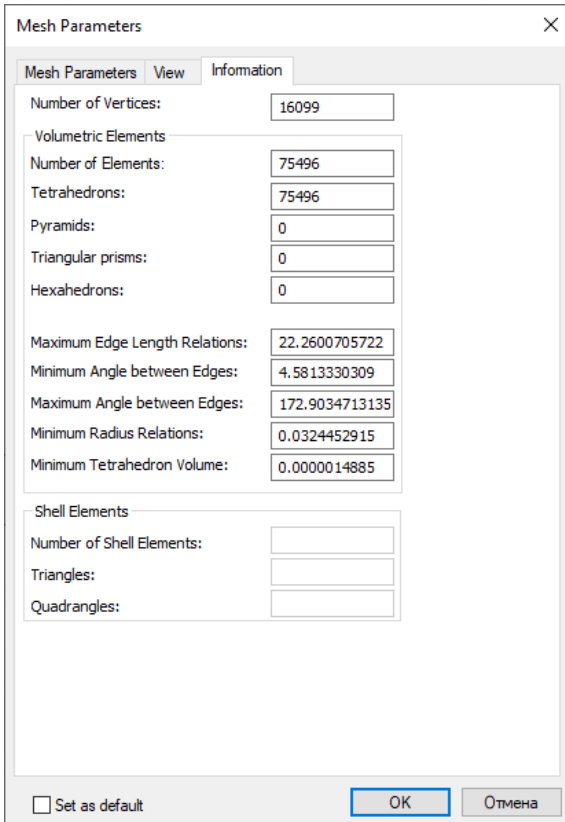 Mesh Parameters
Mesh Parameters View Information
Number of Vertices: 16099
Volumetric Elements
Number of Elements: 75496
Tetrahedrons: 75496
Pyramids: 0
Triangular prisms: 0
Hexahedrons: 0
Maximum Edge Length Relations: 22.2600705722
Minimum Angle between Edges: 4.5813330309
Maximum Angle between Edges: 172.9034713135
Minimum Radius Relations: 0.0324452915
Minimum Tetrahedron Volume: 0.0000014885
Shell Elements
Number of Shell Elements:
Triangles:
Quadrangles:
Set as default OK Отмена